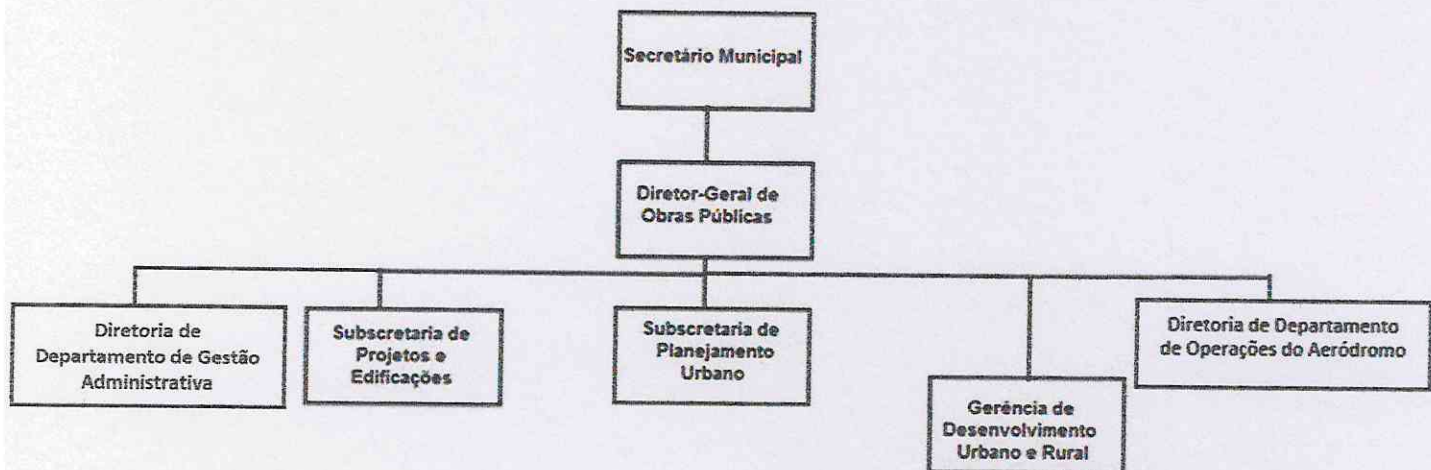 Secretário Municipal
Diretor-Geral de
Obras Públicas
Diretoria de
Departamento de Gestão
Administrativa
Subscretaria de
Projetos e
Edificações
Subscretaria de
Planejamento
Urbano
Gerência de
Desenvolvimento
Urbano e Rural
Diretoria de Departamento
de Operações do Aeródromo